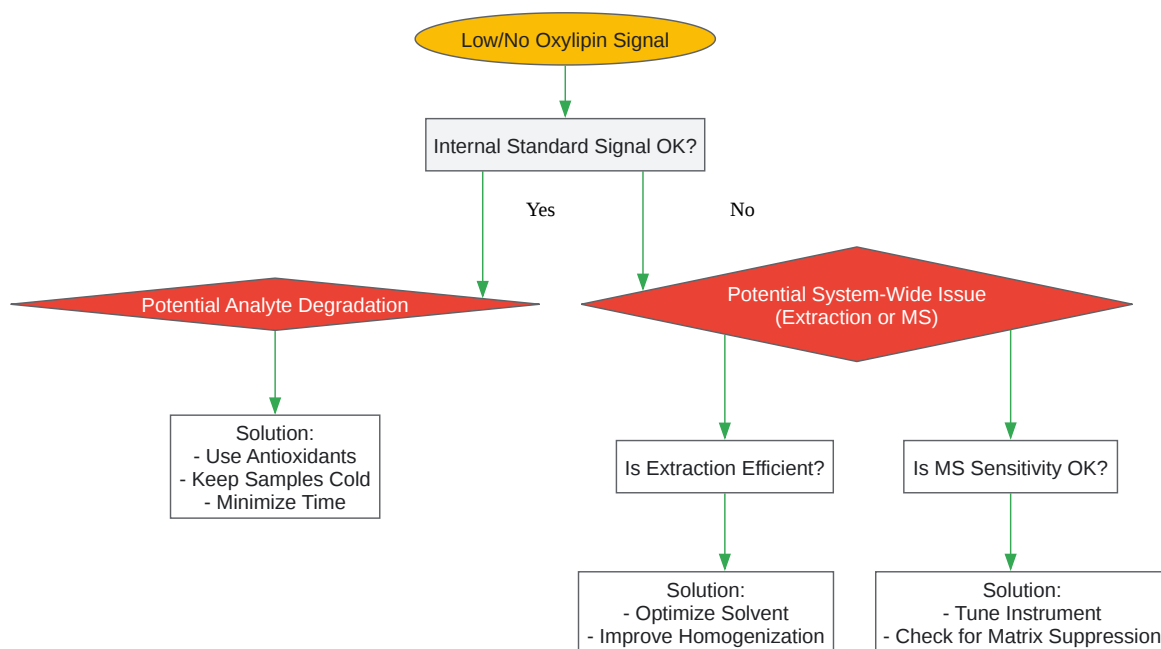 Low/No Oxylipin Signal
Internal Standard Signal OK?
Yes
No
Potential Analyte Degradation
Potential System-Wide Issue
(Extraction or MS)
Solution:
- Use Antioxidants
- Keep Samples Cold
- Minimize Time
Is Extraction Efficient?
Is MS Sensitivity OK?
Solution:
- Optimize Solvent
- Improve Homogenization
Solution:
- Tune Instrument
- Check for Matrix Suppression